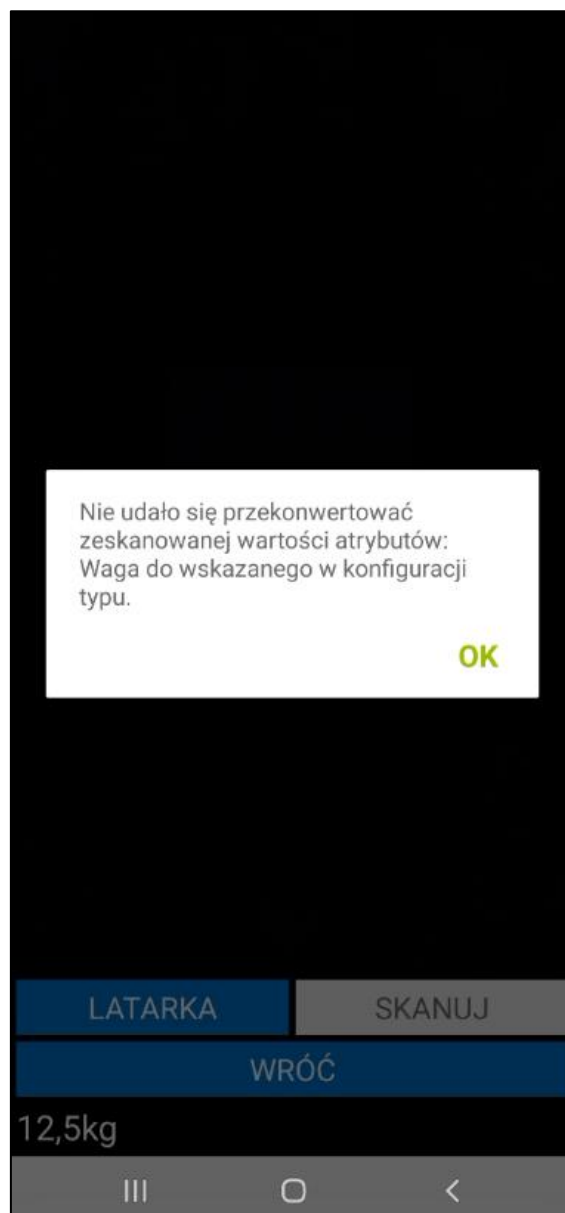 Nie udało się przekonwertować
zeskanowanej wartości atrybutów:
Waga do wskazanego w konfiguracji
typu.
OK
LATARKA SKANUJ
WRÓĆ
12,5kg